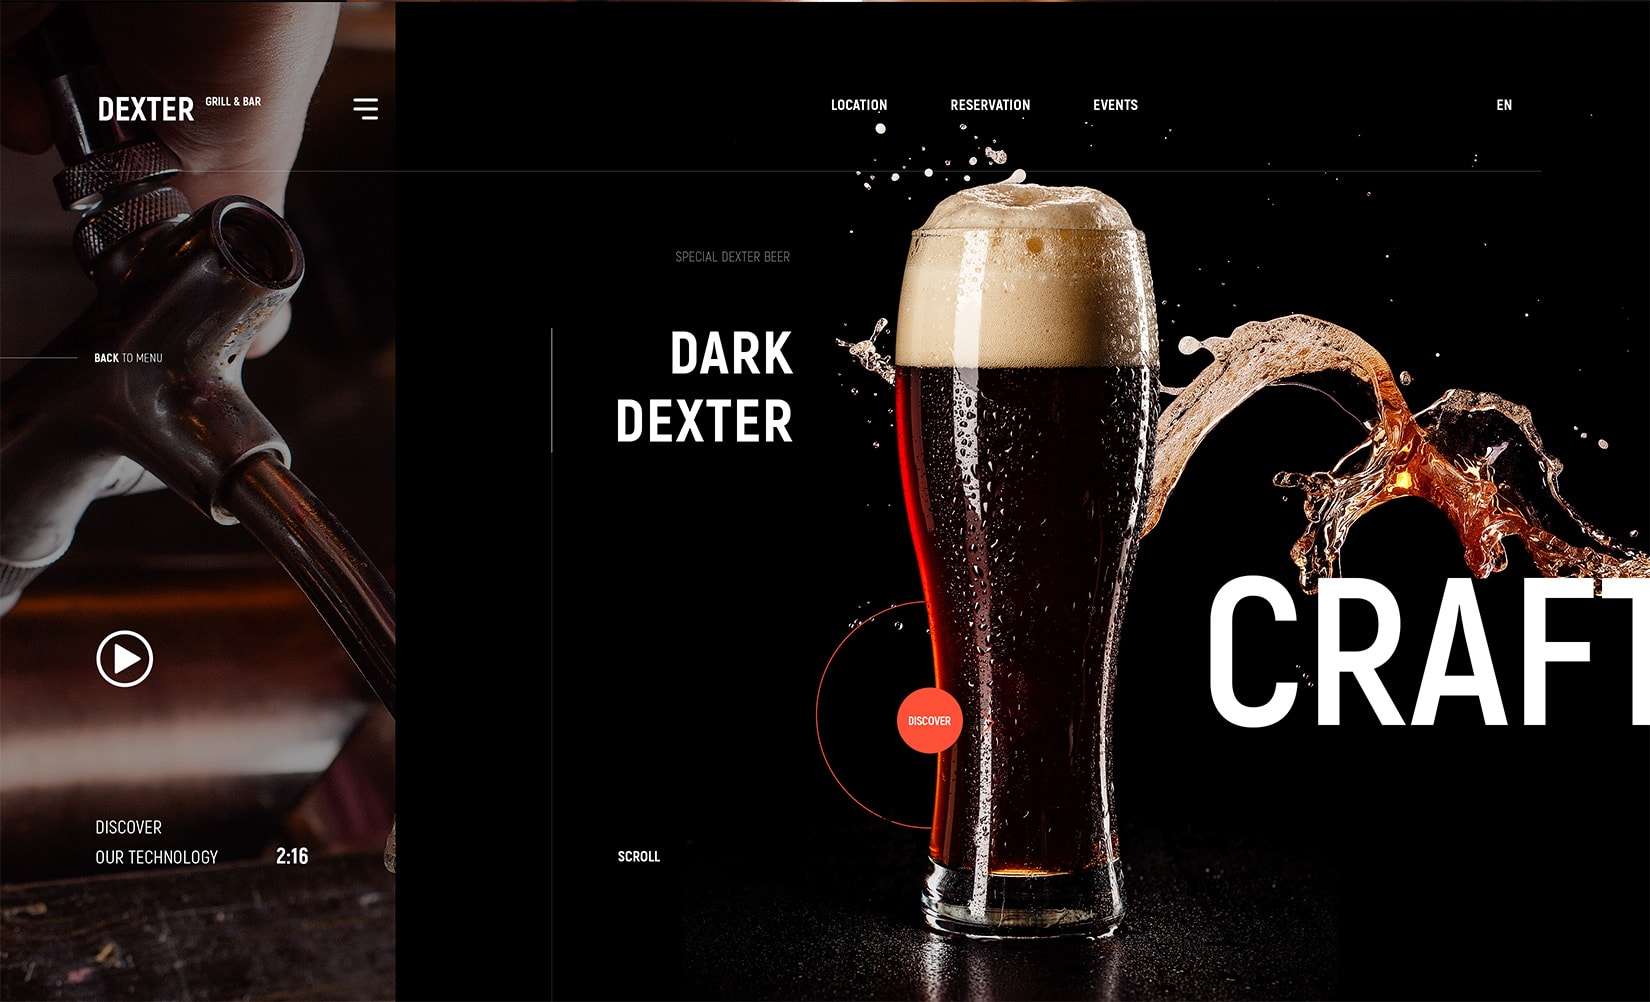 DEXTER GRILL & BAR
LOCATION
RESERVATION
EVENTS
EN
SPECIAL DEXTER BEER
DARK
DEXTER
BACK TO MENU
CRAFT
DISCOVER
DISCOVER
OUR TECHNOLOGY
2:16
SCROLL